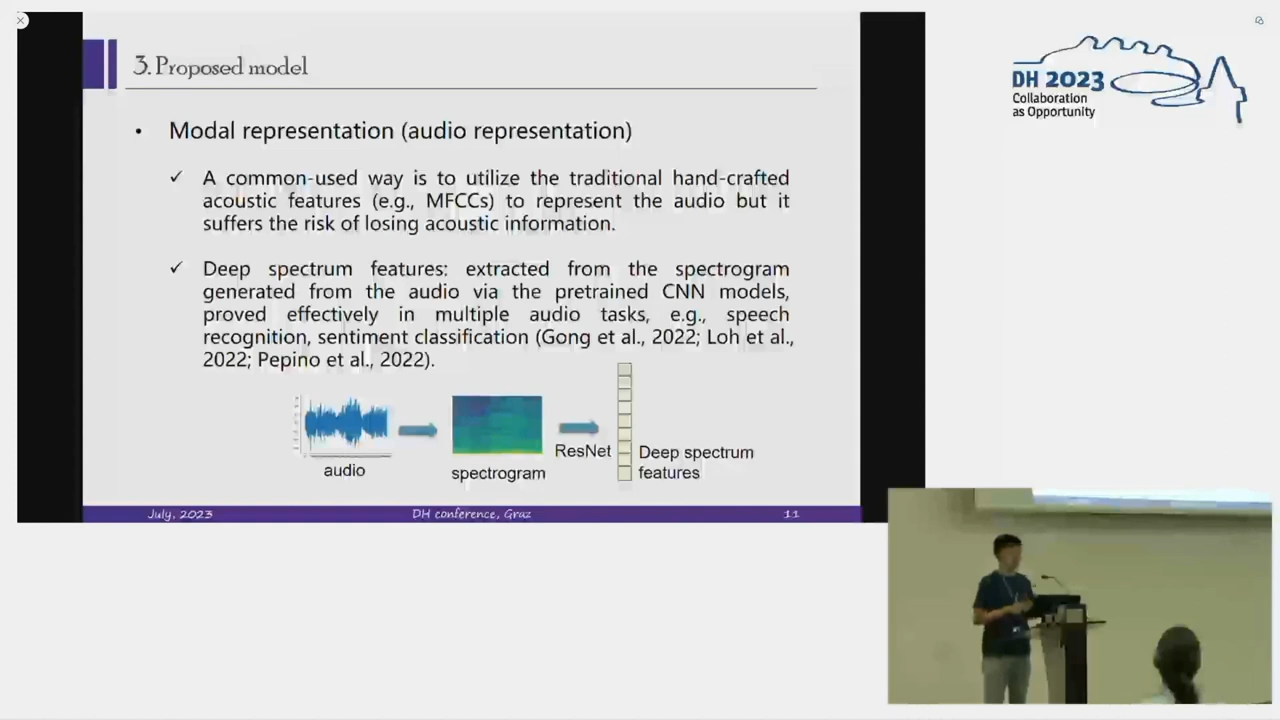 3. Proposed model
• Modal representation (audio representation)
✓ A common-used way is to utilize the traditional hand-crafted
acoustic features (e.g., MFCCs) to represent the audio but it
suffers the risk of losing acoustic information.
✓ Deep spectrum features: extracted from the spectrogram
generated from the audio via the pretrained CNN models,
proved effectively in multiple audio tasks, e.g., speech
recognition, sentiment classification (Gong et al., 2022; Loh et al.,
2022; Pepino et al., 2022).
audio
spectrogram
ResNet
Deep spectrum
features
July, 2023
DH conference, Graz
11
DH 2023
Collaboration
as Opportunity